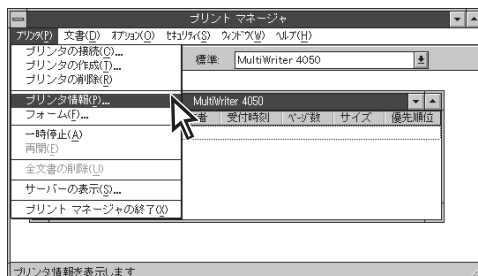 プリント マネージャ
プリンタ(P) 文書(D) オプション(O) セキュリティ(S) ウィンドウ(W) ヘルプ(H)
プリンタの接続(C)...
プリンタの作成(T)...
プリンタの削除(R)
プリンタ情報(P)...
フォーム(F)...
一時停止(A)
再開(E)
全文書の削除(U)
サーバーの表示(S)...
プリント マネージャの終了(X)
標準: MultiWriter 4050
MultiWriter 4050
者 受付時刻 ページ数 サイズ 優先順位
プリンタ情報を表示します